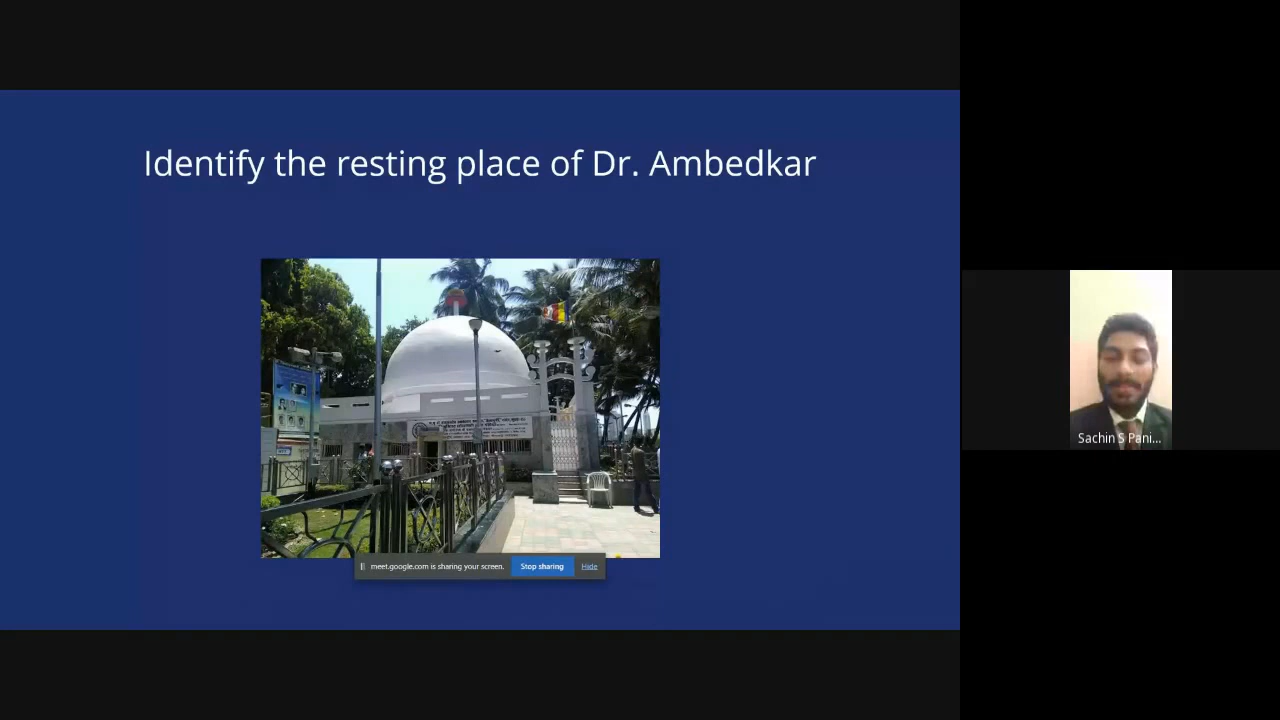 Identify the resting place of Dr. Ambedkar
meet.google.com is sharing your screen. Stop sharing Hide
Sachin S Pani...